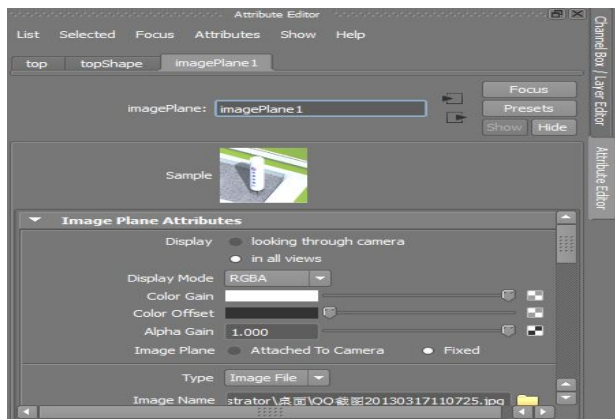 Attribute Editor
List Selected Focus Attributes Show Help
top topShape imagePlane1
Focus
imagePlane: imagePlane1
Presets
Show Hide
Sample
Image Plane Attributes
Display looking through camera
in all views
Display Mode RGBA
Color Gain
Color Offset
Alpha Gain 1.000
Image Plane Attached To Camera Fixed
Type Image File
Image Name strator\桌面\QQ截图20130317110725.jpg
Channel Box / Layer Editor
Attribute Editor